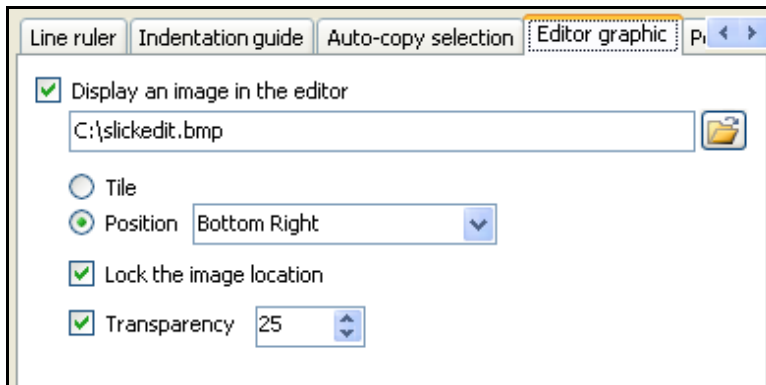 Line ruler Indentation guide Auto-copy selection Editor graphic
Display an image in the editor
C:\slickedit.bmp
Tile
Position Bottom Right
Lock the image location
Transparency 25